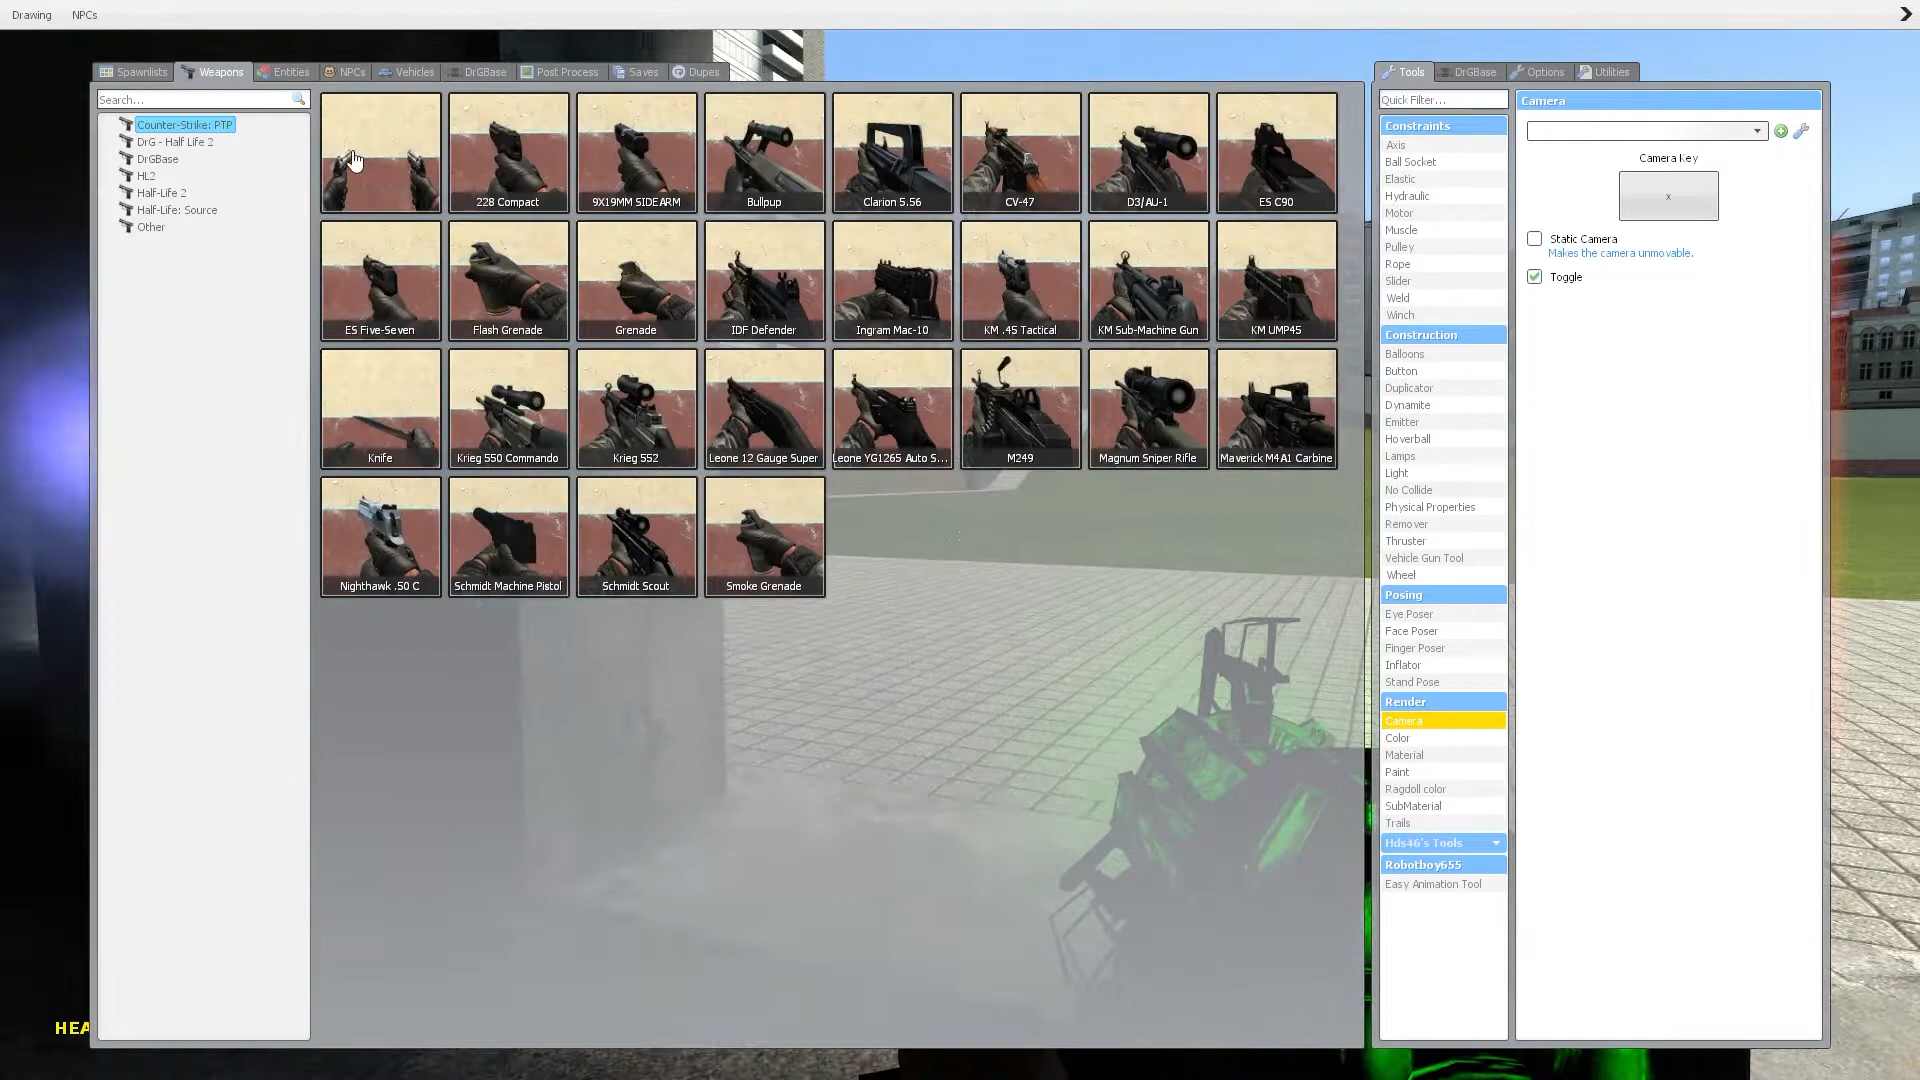 Drawing NPCs
Spawnlists Weapons Entities NPCs Vehicles DrGBase Post Process Saves Dupes
Search...
Counter-Strike: PTP
DrG - Half Life 2
DrGBase
HL2
Half-Life 2
Half-Life: Source
Other
228 Compact 9X19MM SIDEARM Bullpup Clarion 5.56 CV-47 D3/AU-1 ES C90
ES Five-Seven Flash Grenade Grenade IDF Defender Ingram Mac-10 KM .45 Tactical KM Sub-Machine Gun KM UMP45
Knife Krieg 550 Commando Krieg 552 Leone 12 Gauge Super Leone YG1265 Auto S... M249 Magnum Sniper Rifle Maverick M4A1 Carbine
Nighthawk .50 C Schmidt Machine Pistol Schmidt Scout Smoke Grenade
HEA
Tools DrGBase Options Utilities
Quick Filter...
Constraints
Axis
Ball Socket
Elastic
Hydraulic
Motor
Muscle
Pulley
Rope
Slider
Weld
Winch
Construction
Balloons
Button
Duplicator
Dynamite
Emitter
Hoverball
Lamps
Light
No Collide
Physical Properties
Remover
Thruster
Vehicle Gun Tool
Wheel
Posing
Eye Poser
Face Poser
Finger Poser
Inflator
Stand Pose
Render
Camera
Color
Material
Paint
Ragdoll color
SubMaterial
Trails
Hds46's Tools
Robotboy655
Easy Animation Tool
Camera
Camera Key
x
Static Camera
Makes the camera unmovable.
Toggle